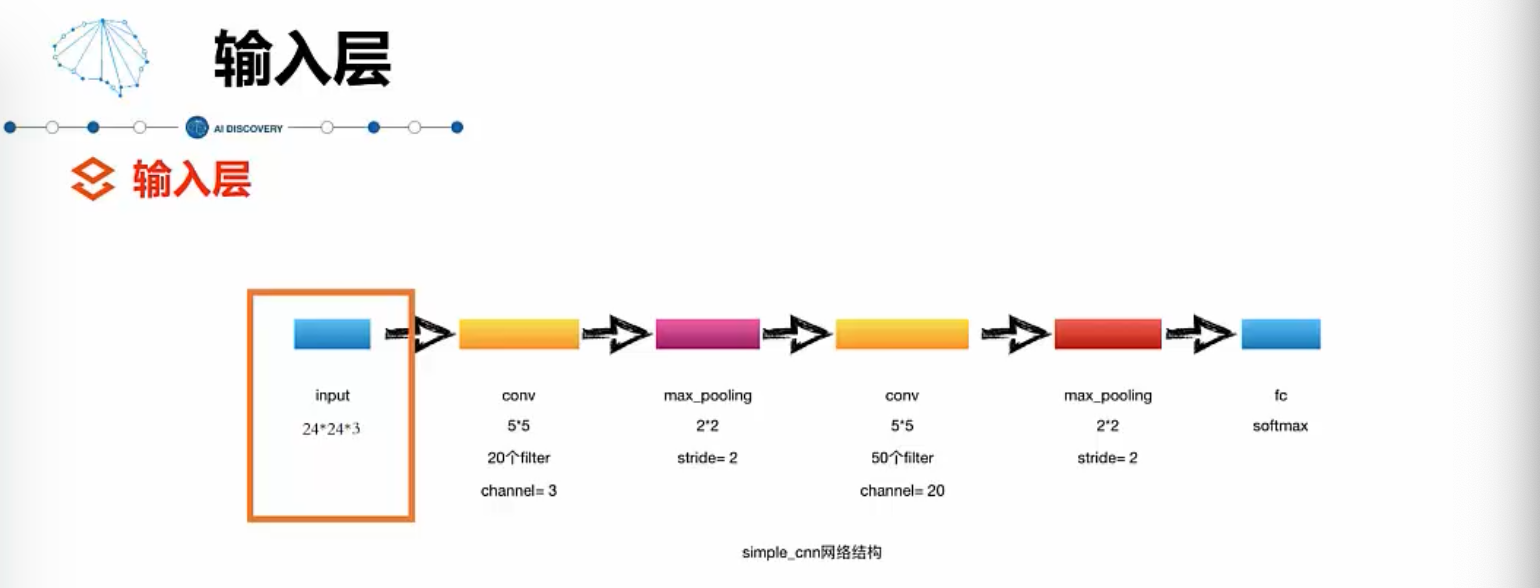 输入层
AI DISCOVERY
输入层
input
24*24*3
conv
5*5
20个filter
channel= 3
max_pooling
2*2
stride= 2
conv
5*5
50个filter
channel= 20
max_pooling
2*2
stride= 2
fc
softmax
simple_cnn网络结构